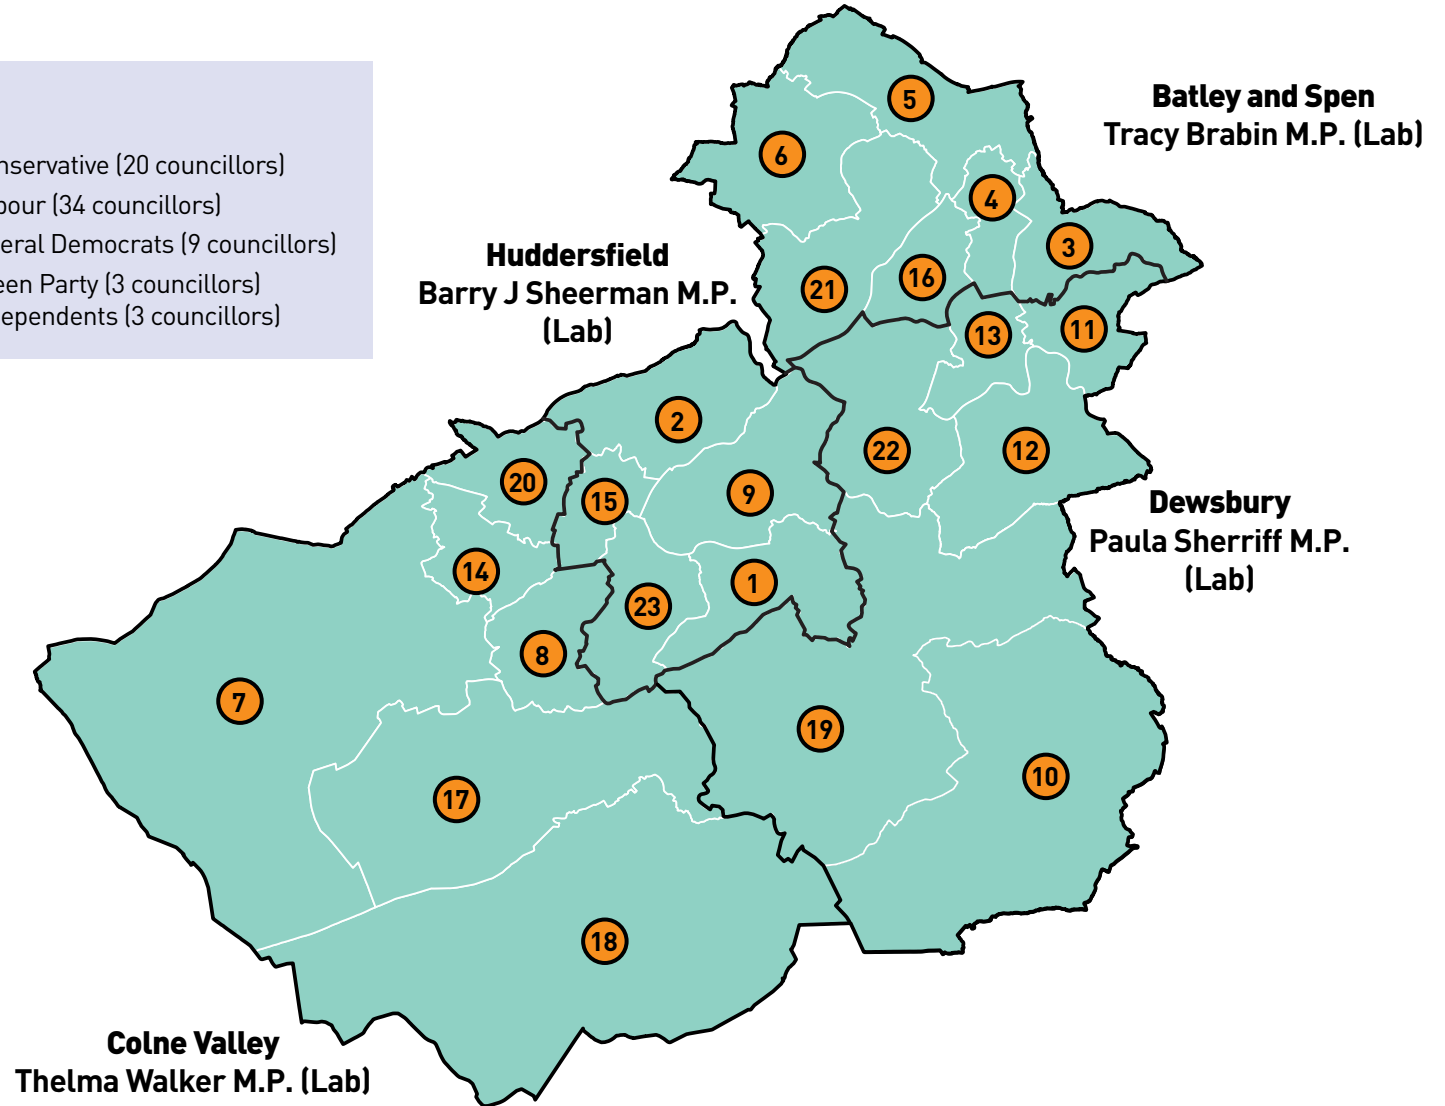 nservative (20 councillors)
bour (34 councillors)
eral Democrats (9 councillors)
een Party (3 councillors)
ependents (3 councillors)
Batley and Spen
Tracy Brabin M.P. (Lab)
Huddersfield
Barry J Sheerman M.P.
(Lab)
5
6
4
3
16
21
11
13
2
22
12
20
9
15
Dewsbury
Paula Sherriff M.P.
(Lab)
14
1
23
8
7
19
10
17
18
Colne Valley
Thelma Walker M.P. (Lab)